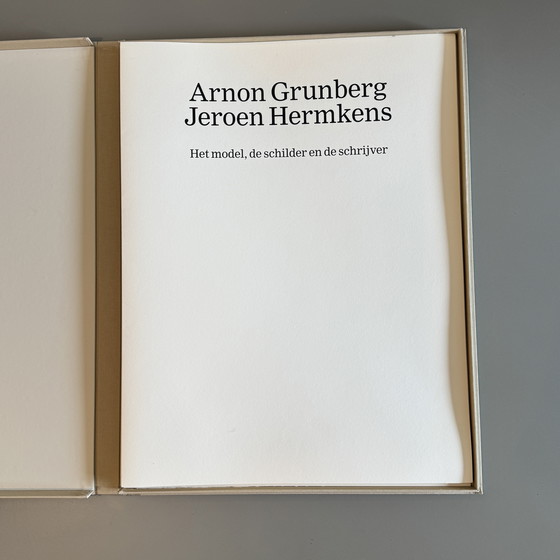 Arnon Grunberg
Jeroen Hermkens
Het model, de schilder en de schrijver